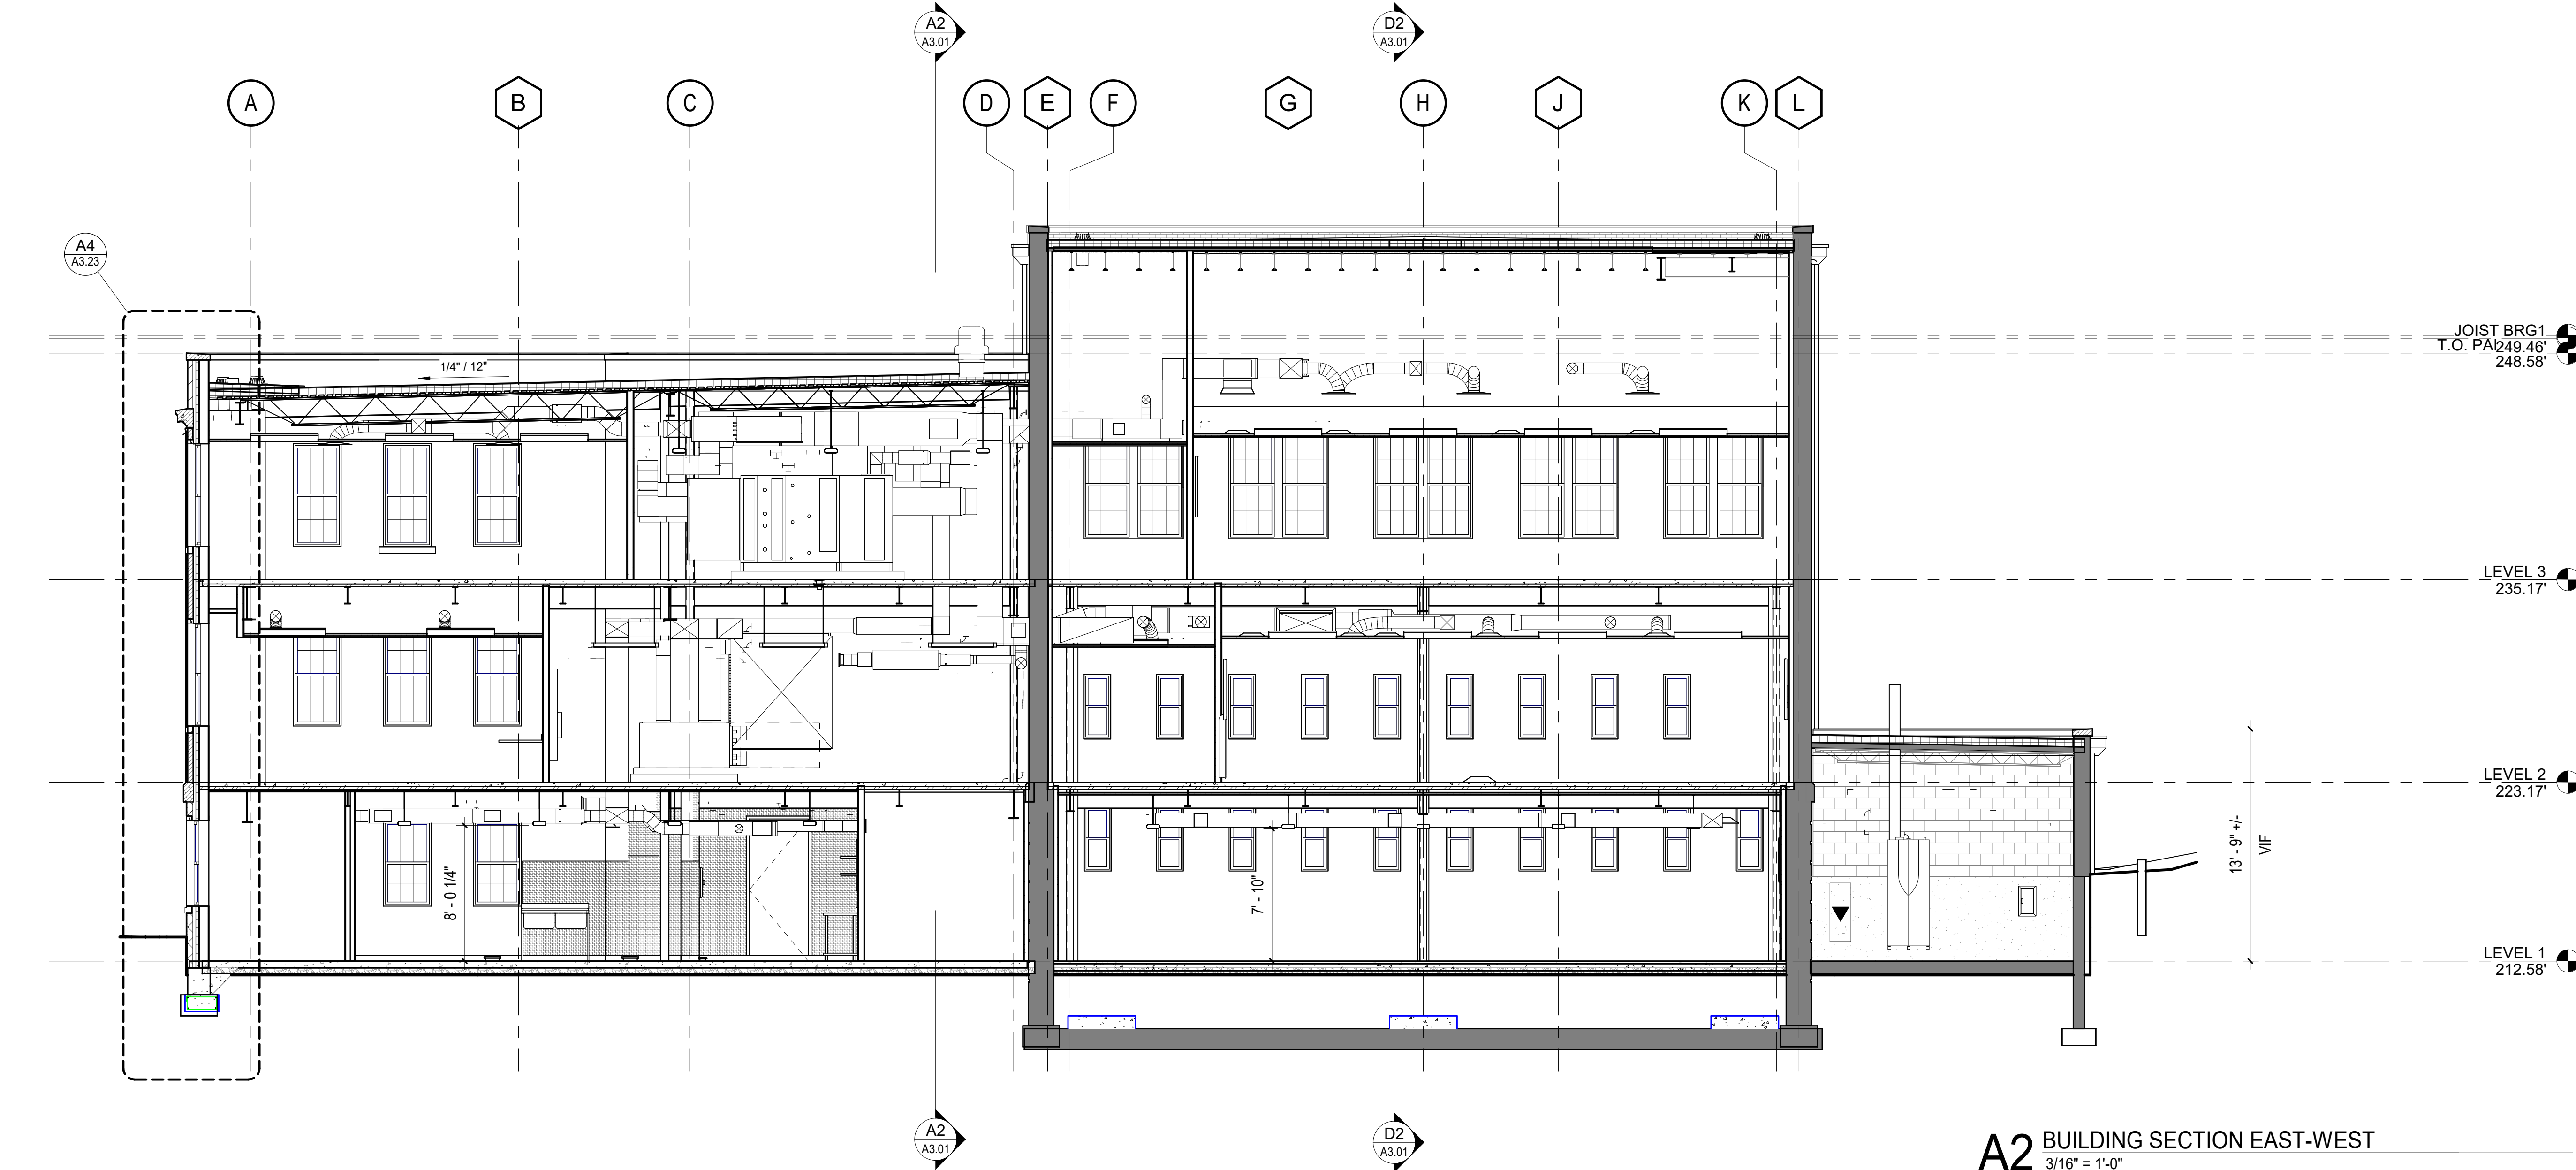 A2
A3.01
D2
A3.01
A
B
C
D
E
F
G
H
J
K
L
A4
A3.23
JOIST BRG1
249.46'
T.O. PA
248.58'
1/4" / 12"
LEVEL 3
235.17'
LEVEL 2
223.17'
13' - 9" +/-
VIF
8' - 0 1/4"
7' - 10"
LEVEL 1
212.58'
A2
A3.01
D2
A3.01
A2 BUILDING SECTION EAST-WEST
3/16" = 1'-0"